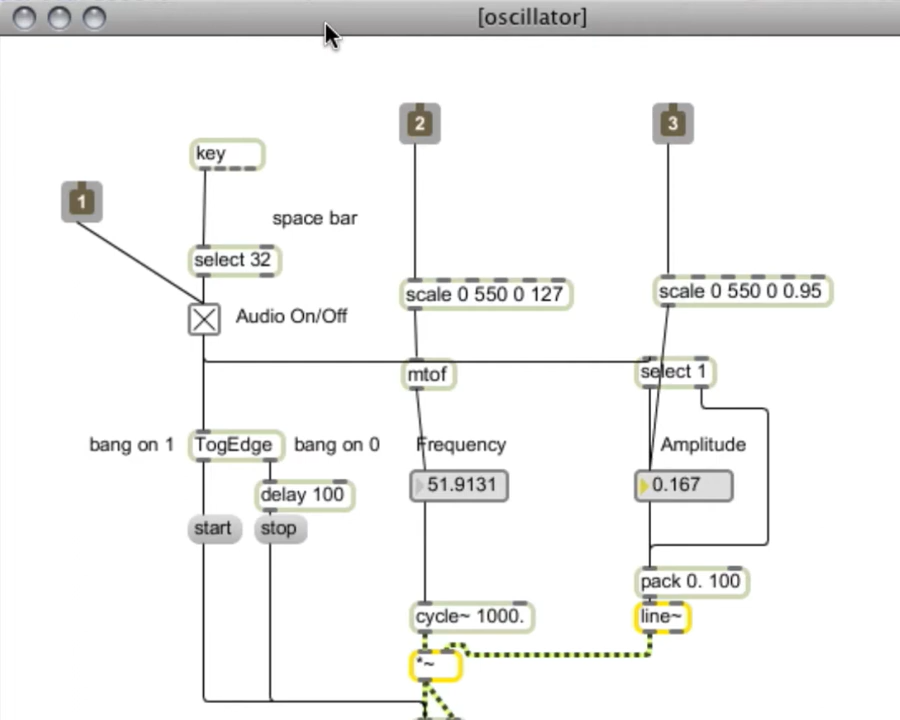 [oscillator]
2
3
key
1
space bar
select 32
scale 0 550 0 127
scale 0 550 0 0.95
Audio On/Off
mtof
select 1
bang on 1
TogEdge
bang on 0
Frequency
Amplitude
51.9131
0.167
delay 100
start
stop
pack 0. 100
cycle~ 1000.
line~
*~